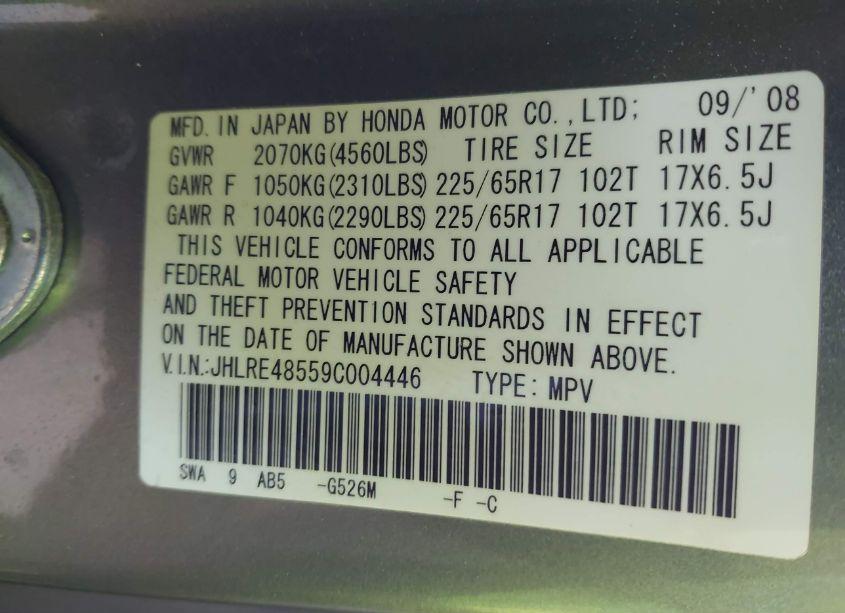 MFD. IN JAPAN BY HONDA MOTOR CO.,LTD; 09/'08
GVWR 2070KG(4560LBS) TIRE SIZE RIM SIZE
GAWR F 1050KG(2310LBS) 225/65R17 102T 17X6.5J
GAWR R 1040KG(2290LBS) 225/65R17 102T 17X6.5J
THIS VEHICLE CONFORMS TO ALL APPLICABLE
FEDERAL MOTOR VEHICLE SAFETY
AND THEFT PREVENTION STANDARDS IN EFFECT
ON THE DATE OF MANUFACTURE SHOWN ABOVE.
V.I.N.:JHLRE48559C004446 TYPE: MPV
SWA 9 AB5 -G526M -F -C